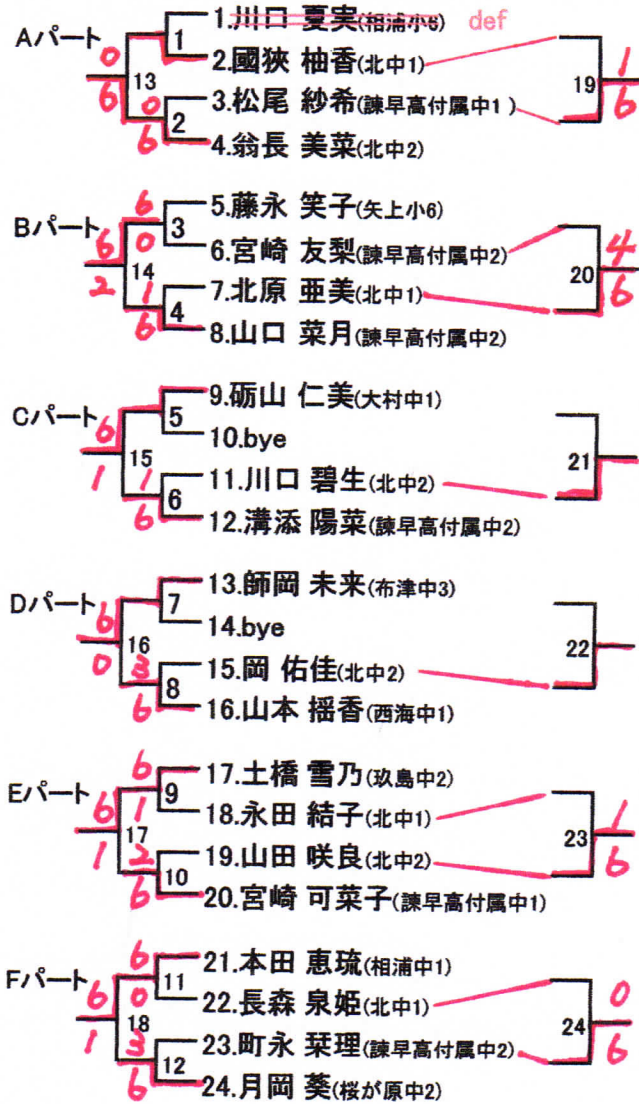 1.川口 夏実(相浦小6) def
Aパート 0 1
2.國狹 柚香(北中1) 1
6 13 0 3.松尾 紗希(諫早高付属中1) 19 6
6 2
4.翁長 美菜(北中2)
6 5.藤永 笑子(矢上小6)
Bパート 3
6 0 6.宮崎 友梨(諫早高付属中2) 4
2 14 1 7.北原 亜美(北中1) 20 6
6 4
8.山口 菜月(諫早高付属中2)
9.砺山 仁美(大村中1)
Cパート 5
6 10.bye
1 15 1 11.川口 碧生(北中2) 21
6 6
12.溝添 陽菜(諫早高付属中2)
13.師岡 未来(布津中3)
Dパート 7
6 14.bye
0 16 3 15.岡 佑佳(北中2) 22
6 8
16.山本 揺香(西海中1)
6 17.土橋 雪乃(玖島中2)
Eパート 9
6 1 18.永田 結子(北中1) 1
1 17 2 19.山田 咲良(北中2) 23 6
6 10
20.宮崎 可菜子(諫早高付属中1)
6 21.本田 恵琉(相浦中1)
Fパート 11
6 0 22.長森 泉姫(北中1) 0
1 18 3 23.町永 栞理(諫早高付属中2) 24 6
6 12
24.月岡 葵(桜が原中2)